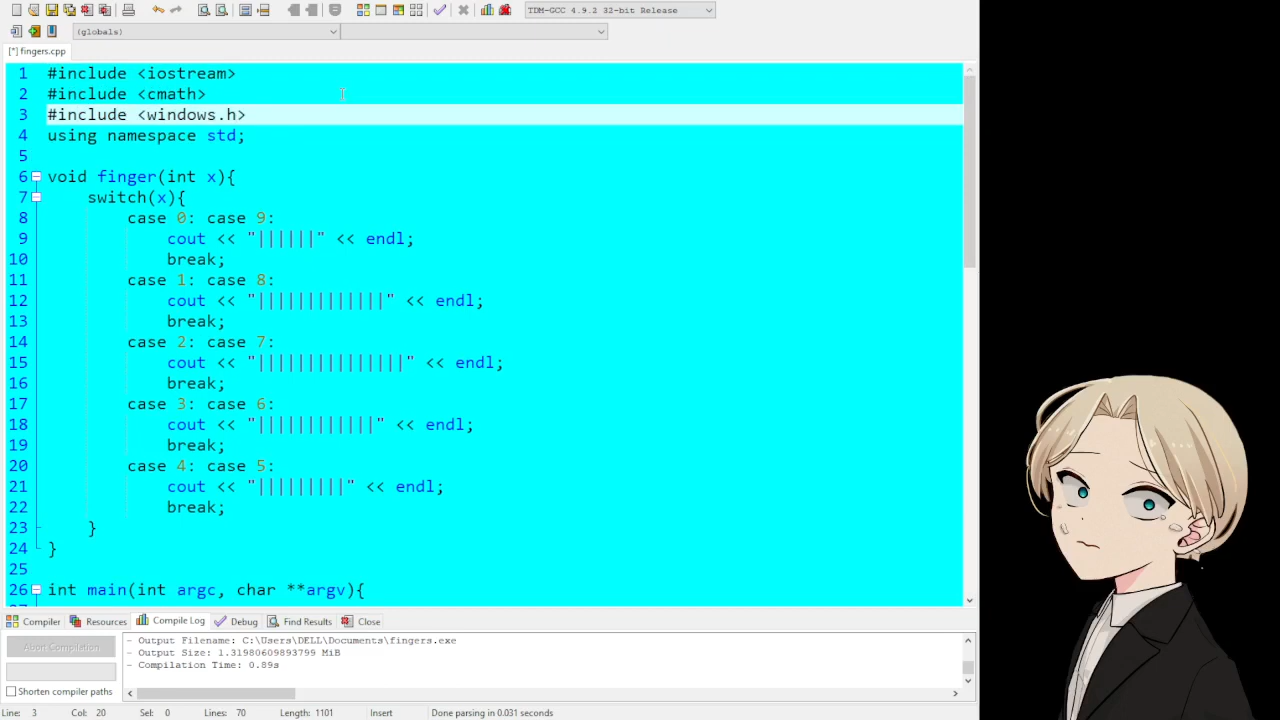 TDM-GCC 4.9.2 32-bit Release
(globals)
[*] fingers.cpp
1 #include <iostream>
2 #include <cmath>
3 #include <windows.h>
4 using namespace std;
5
6 void finger(int x){
7 switch(x){
8 case 0: case 9:
9 cout << "||||||" << endl;
10 break;
11 case 1: case 8:
12 cout << "|||||||||||||" << endl;
13 break;
14 case 2: case 7:
15 cout << "|||||||||||||||" << endl;
16 break;
17 case 3: case 6:
18 cout << "||||||||||||" << endl;
19 break;
20 case 4: case 5:
21 cout << "|||||||||" << endl;
22 break;
23 }
24 }
25
26 int main(int argc, char **argv){
Compiler Resources Compile Log Debug Find Results Close
Abort Compilation
Shorten compiler paths
- Output Filename: C:\Users\DELL\Documents\fingers.exe
- Output Size: 1.31980609893799 MiB
- Compilation Time: 0.89s
Line: 3 Col: 20 Sel: 0 Lines: 70 Length: 1101 Insert Done parsing in 0.031 seconds